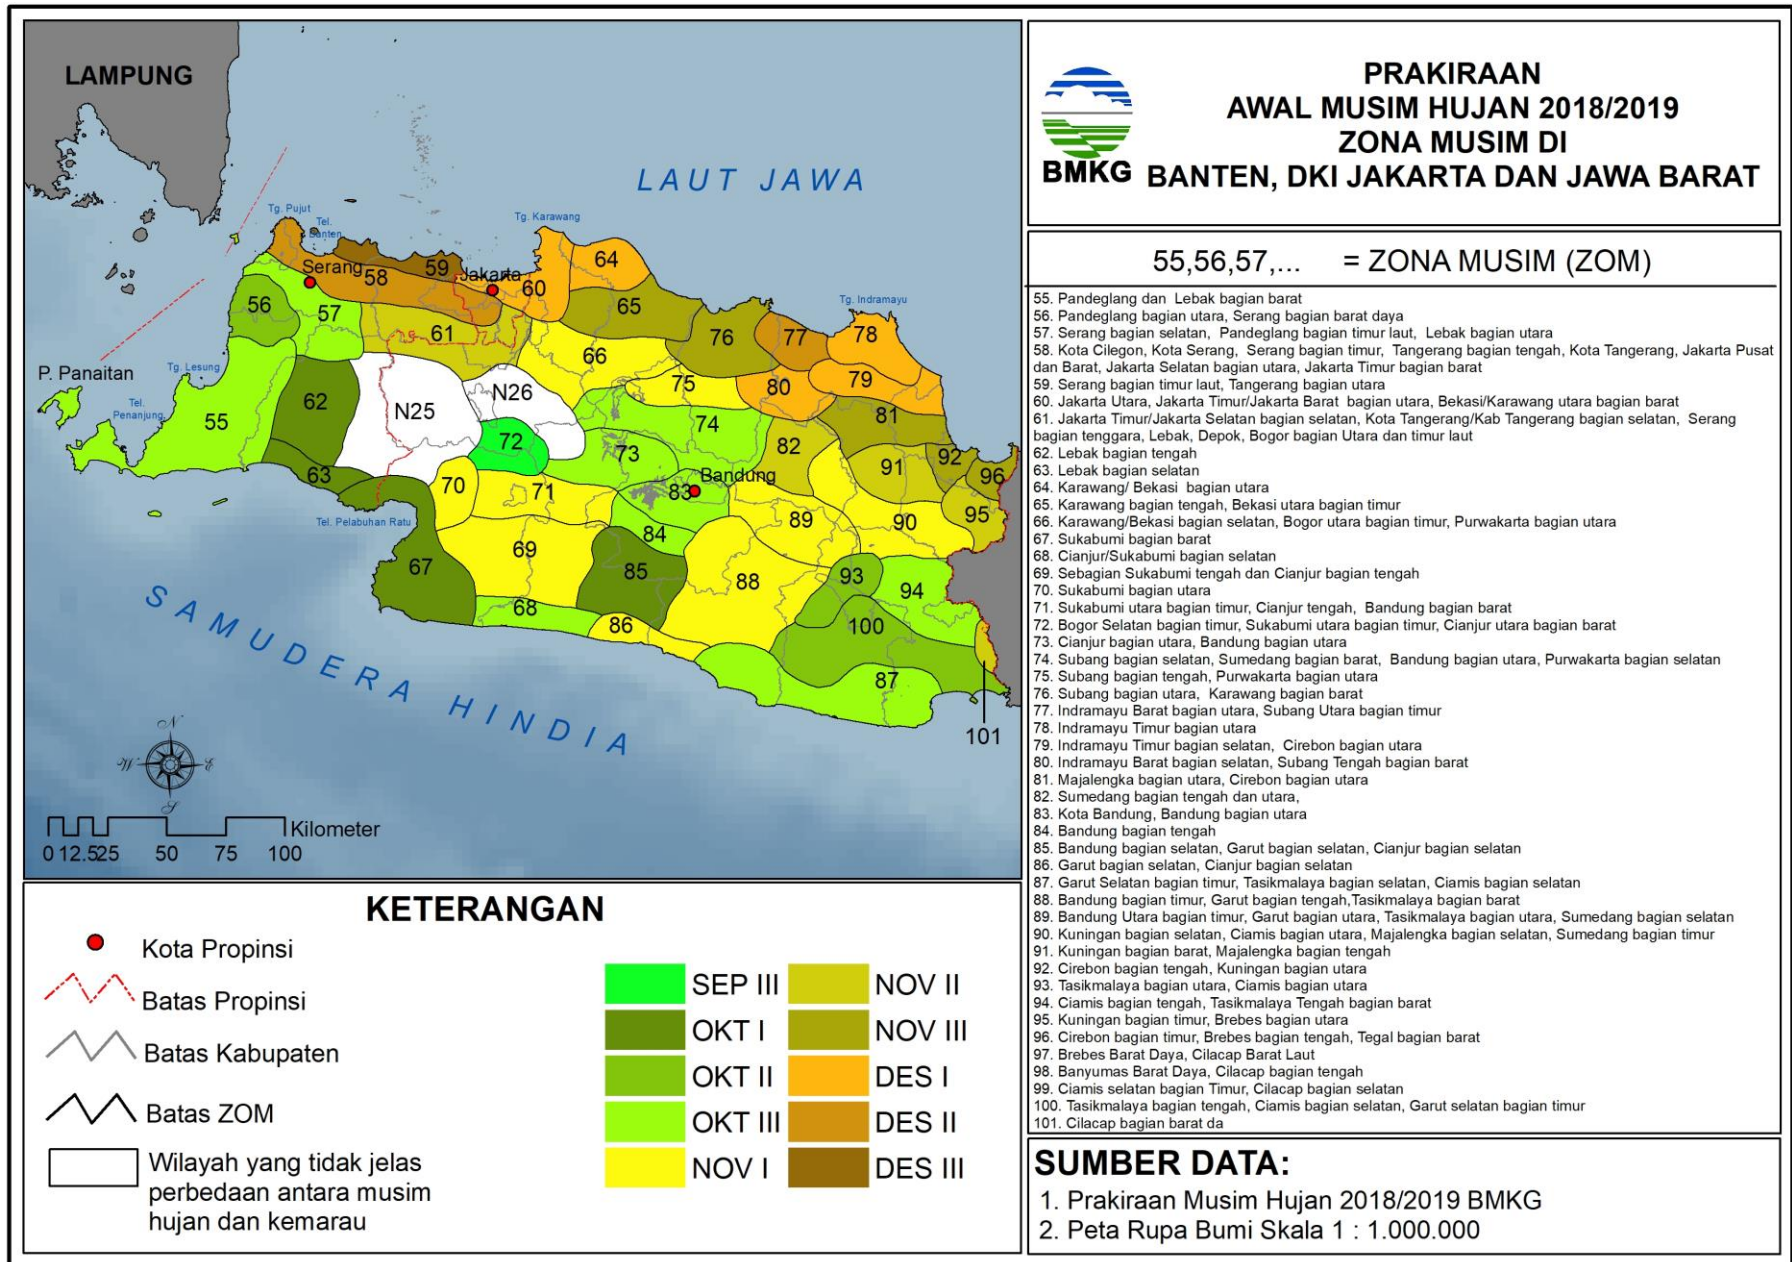 LAMPUNG
LAUT JAWA
Tg. Pujut
Tel.
Banten
Tg. Karawang
Serang
59
Jakarta
64
58
60
56
57
65
Tg. Indramayu
61
76
77
78
66
P. Panaitan
Tg. Lesung
75
80
79
N26
62
N25
Tel.
Penanjung
55
74
81
72
73
82
92
91
96
Bandung
63
70
71
83
95
Tel. Pelabuhan Ratu
89
90
84
69
67
85
88
93
94
68
86
100
87
SAMUDERA HINDIA
101
N
W
E
S
Kilometer
0 12.525 50 75 100
KETERANGAN
Kota Propinsi
Batas Propinsi
Batas Kabupaten
Batas ZOM
Wilayah yang tidak jelas
perbedaan antara musim
hujan dan kemarau
SEP III
OKT I
OKT II
OKT III
NOV I
NOV II
NOV III
DES I
DES II
DES III
BMKG
PRAKIRAAN
AWAL MUSIM HUJAN 2018/2019
ZONA MUSIM DI
BANTEN, DKI JAKARTA DAN JAWA BARAT
55,56,57,... = ZONA MUSIM (ZOM)
55. Pandeglang dan Lebak bagian barat
56. Pandeglang bagian utara, Serang bagian barat daya
57. Serang bagian selatan, Pandeglang bagian timur laut, Lebak bagian utara
58. Kota Cilegon, Kota Serang, Serang bagian timur, Tangerang bagian tengah, Kota Tangerang, Jakarta Pusat
dan Barat, Jakarta Selatan bagian utara, Jakarta Timur bagian barat
59. Serang bagian timur laut, Tangerang bagian utara
60. Jakarta Utara, Jakarta Timur/Jakarta Barat bagian utara, Bekasi/Karawang utara bagian barat
61. Jakarta Timur/Jakarta Selatan bagian selatan, Kota Tangerang/Kab Tangerang bagian selatan, Serang
bagian tenggara, Lebak, Depok, Bogor bagian Utara dan timur laut
62. Lebak bagian tengah
63. Lebak bagian selatan
64. Karawang/ Bekasi bagian utara
65. Karawang bagian tengah, Bekasi utara bagian timur
66. Karawang/Bekasi bagian selatan, Bogor utara bagian timur, Purwakarta bagian utara
67. Sukabumi bagian barat
68. Cianjur/Sukabumi bagian selatan
69. Sebagian Sukabumi tengah dan Cianjur bagian tengah
70. Sukabumi bagian utara
71. Sukabumi utara bagian timur, Cianjur tengah, Bandung bagian barat
72. Bogor Selatan bagian timur, Sukabumi utara bagian timur, Cianjur utara bagian barat
73. Cianjur bagian utara, Bandung bagian utara
74. Subang bagian selatan, Sumedang bagian barat, Bandung bagian utara, Purwakarta bagian selatan
75. Subang bagian tengah, Purwakarta bagian utara
76. Subang bagian utara, Karawang bagian barat
77. Indramayu Barat bagian utara, Subang Utara bagian timur
78. Indramayu Timur bagian utara
79. Indramayu Timur bagian selatan, Cirebon bagian utara
80. Indramayu Barat bagian selatan, Subang Tengah bagian barat
81. Majalengka bagian utara, Cirebon bagian utara
82. Sumedang bagian tengah dan utara,
83. Kota Bandung, Bandung bagian utara
84. Bandung bagian tengah
85. Bandung bagian selatan, Garut bagian selatan, Cianjur bagian selatan
86. Garut bagian selatan, Cianjur bagian selatan
87. Garut Selatan bagian timur, Tasikmalaya bagian selatan, Ciamis bagian selatan
88. Bandung bagian timur, Garut bagian tengah,Tasikmalaya bagian barat
89. Bandung Utara bagian timur, Garut bagian utara, Tasikmalaya bagian utara, Sumedang bagian selatan
90. Kuningan bagian selatan, Ciamis bagian utara, Majalengka bagian selatan, Sumedang bagian timur
91. Kuningan bagian barat, Majalengka bagian tengah
92. Cirebon bagian tengah, Kuningan bagian utara
93. Tasikmalaya bagian utara, Ciamis bagian utara
94. Ciamis bagian tengah, Tasikmalaya Tengah bagian barat
95. Kuningan bagian timur, Brebes bagian utara
96. Cirebon bagian timur, Brebes bagian tengah, Tegal bagian barat
97. Brebes Barat Daya, Cilacap Barat Laut
98. Banyumas Barat Daya, Cilacap bagian tengah
99. Ciamis selatan bagian Timur, Cilacap bagian selatan
100. Tasikmalaya bagian tengah, Ciamis bagian selatan, Garut selatan bagian timur
101. Cilacap bagian barat da
SUMBER DATA:
1. Prakiraan Musim Hujan 2018/2019 BMKG
2. Peta Rupa Bumi Skala 1 : 1.000.000